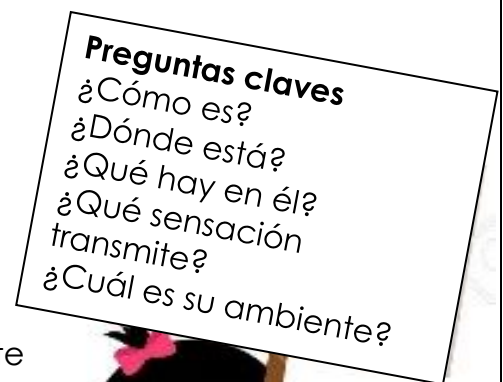 Preguntas claves
¿Cómo es?
¿Dónde está?
¿Qué hay en él?
¿Qué sensación
transmite?
¿Cuál es su ambiente?